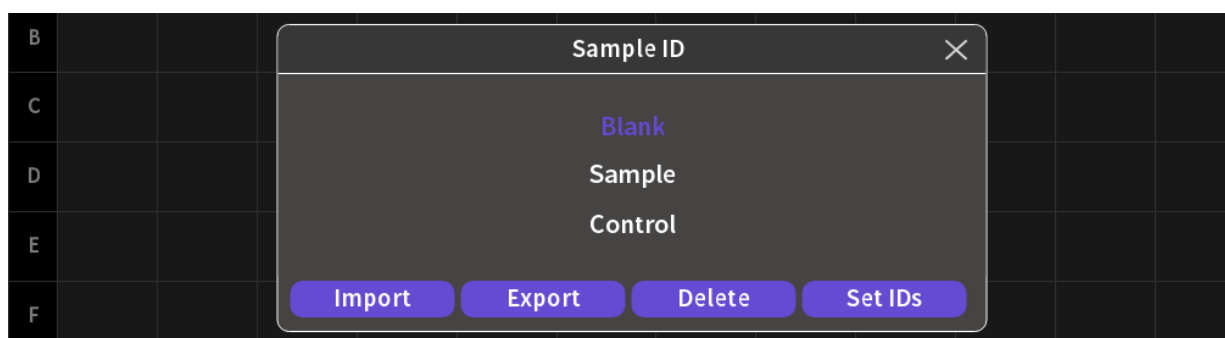 B
Sample ID
C
Blank
D
Sample
Control
E
Import Export Delete Set IDs
F